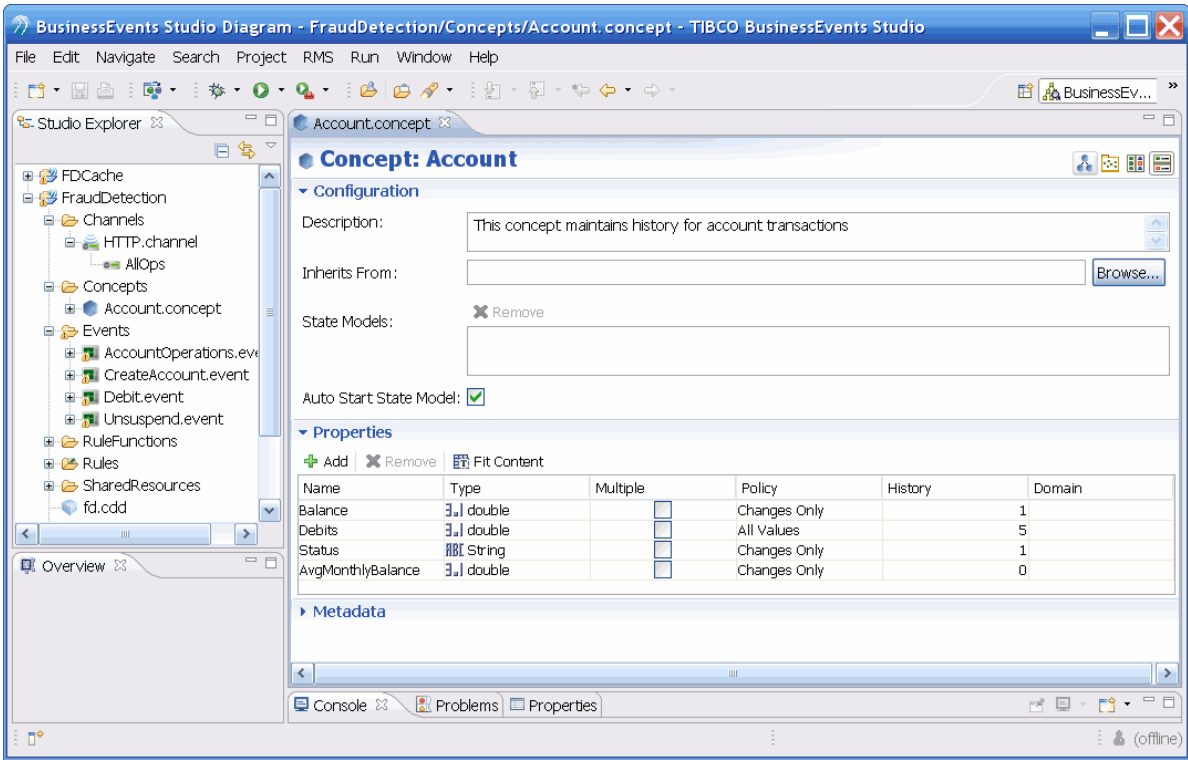 BusinessEvents Studio Diagram - FraudDetection/Concepts/Account.concept - TIBCO BusinessEvents Studio
File Edit Navigate Search Project RMS Run Window Help
BusinessEv... »
Studio Explorer
FDCache
FraudDetection
Channels
HTTP.channel
AllOps
Concepts
Account.concept
Events
AccountOperations.eve
CreateAccount.event
Debit.event
Unsuspend.event
RuleFunctions
Rules
SharedResources
fd.cdd
Overview
Account.concept
Concept: Account
Configuration
Description: This concept maintains history for account transactions
Inherits From: Browse...
Remove
State Models:
Auto Start State Model:
Properties
Add Remove Fit Content
Name Type Multiple Policy History Domain
Balance double Changes Only 1
Debits double All Values 5
Status String Changes Only 1
AvgMonthlyBalance double Changes Only 0
Metadata
Console Problems Properties
(offline)